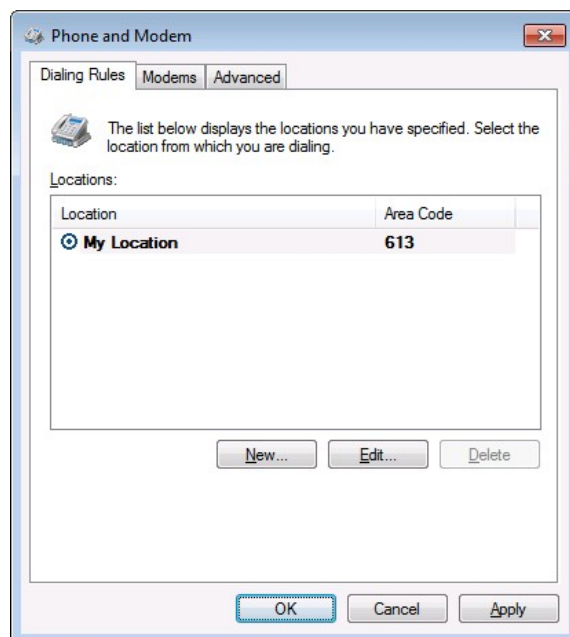 Phone and Modem
Dialing Rules Modems Advanced
The list below displays the locations you have specified. Select the
location from which you are dialing.
Locations:
Location Area Code
My Location 613
New... Edit... Delete
OK Cancel Apply